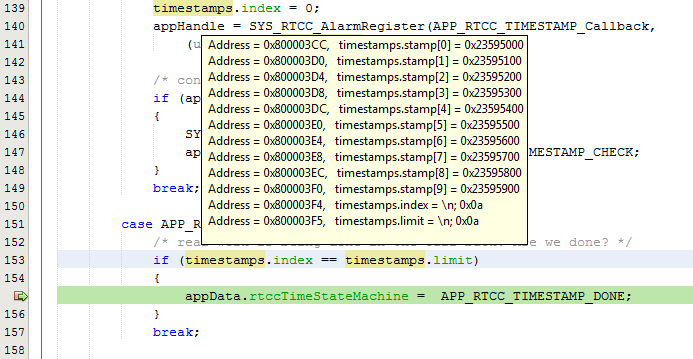 139 timestamps.index = 0;
140 appHandle = SYS_RTCC_AlarmRegister(APP_RTCC_TIMESTAMP_Callback,
141 (u
Address = 0x800003CC, timestamps.stamp[0] = 0x23595000
Address = 0x800003D0, timestamps.stamp[1] = 0x23595100
Address = 0x800003D4, timestamps.stamp[2] = 0x23595200
Address = 0x800003D8, timestamps.stamp[3] = 0x23595300
Address = 0x800003DC, timestamps.stamp[4] = 0x23595400
Address = 0x800003E0, timestamps.stamp[5] = 0x23595500
Address = 0x800003E4, timestamps.stamp[6] = 0x23595600
Address = 0x800003E8, timestamps.stamp[7] = 0x23595700
Address = 0x800003EC, timestamps.stamp[8] = 0x23595800
Address = 0x800003F0, timestamps.stamp[9] = 0x23595900
Address = 0x800003F4, timestamps.index = \n; 0x0a
Address = 0x800003F5, timestamps.limit = \n; 0x0a
142
143 /* con
144 if (ap
145 {
146 SY
147 ap EMESTAMP_CHECK;
148 }
149 break;
150
151 case APP_R
152 /* rea are we done? */
153 if (timestamps.index == timestamps.limit)
154 {
appData.rtccTimeStateMachine = APP_RTCC_TIMESTAMP_DONE;
156 }
157 break;
158